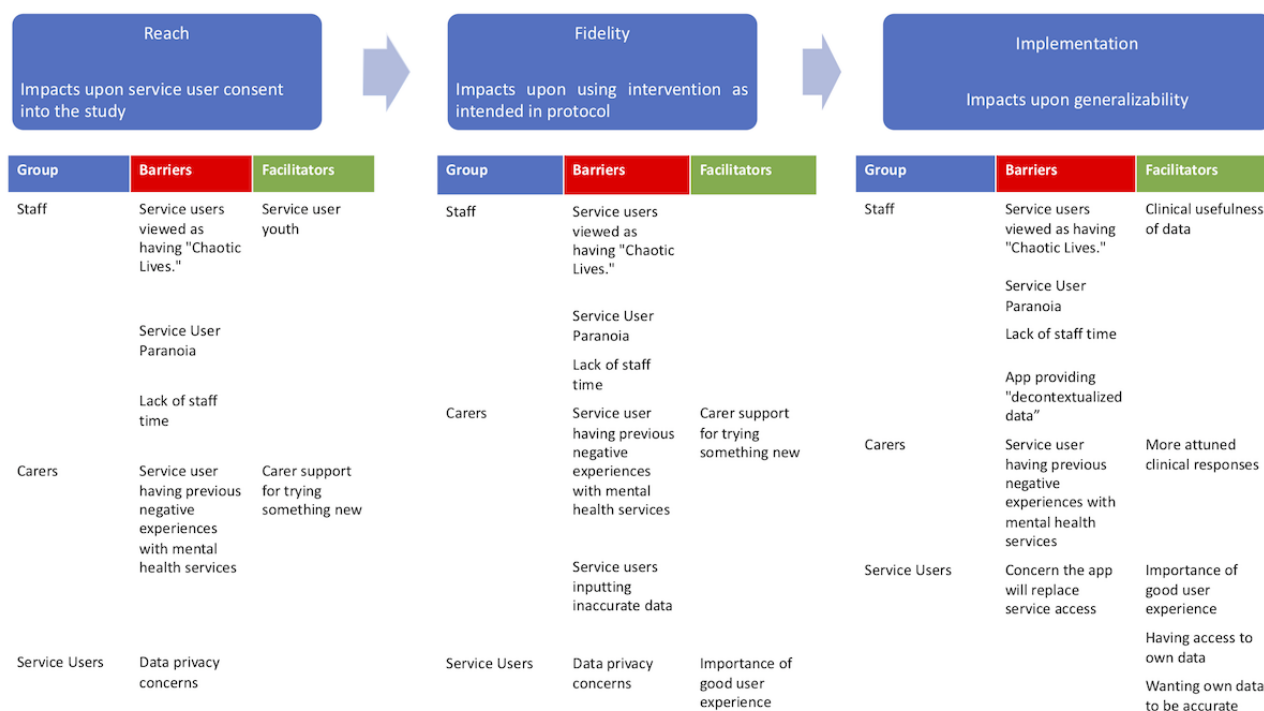 Reach
Impacts upon service user consent
into the study
Fidelity
Impacts upon using intervention as
intended in protocol
Implementation
Impacts upon generalizability
Group
Barriers
Facilitators
Staff
Service users
viewed as
having "Chaotic
Lives."
Service user
youth
Service User
Paranoia
Lack of staff
time
Carers
Service user
having previous
negative
experiences
with mental
health services
Carer support
for trying
something new
Service Users
Data privacy
concerns
Group
Barriers
Facilitators
Staff
Service users
viewed as
having "Chaotic
Lives."
Service User
Paranoia
Lack of staff
time
Carers
Service user
having previous
negative
experiences
with mental
health services
Carer support
for trying
something new
Service users
inputting
inaccurate data
Service Users
Data privacy
concerns
Importance of
good user
experience
Group
Barriers
Facilitators
Staff
Service users
viewed as having
"Chaotic Lives."
Clinical usefulness
of data
Service User
Paranoia
Lack of staff time
App providing
"decontextualized
data”
Carers
Service user
having previous
negative
experiences with
mental health
services
More attuned
clinical responses
Service Users
Concern the app
will replace
service access
Importance of
good user
experience
Having access to
own data
Wanting own data
to be accurate